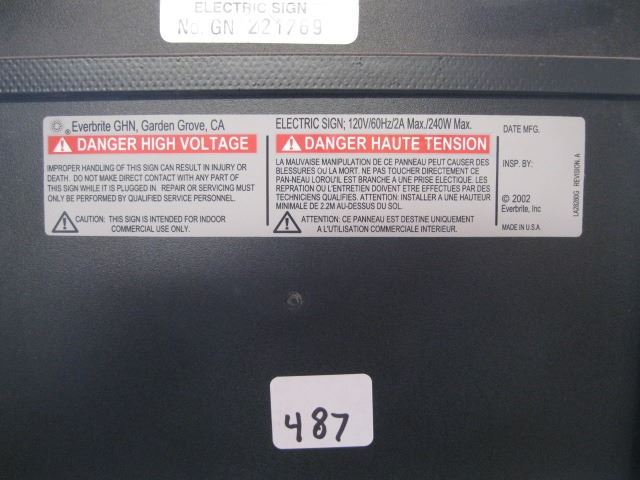 ELECTRIC SIGN
No. GN 221769
Everbrite GHN, Garden Grove, CA
DANGER HIGH VOLTAGE
IMPROPER HANDLING OF THIS SIGN CAN RESULT IN INJURY OR
DEATH. DO NOT MAKE DIRECT CONTACT WITH ANY PART OF
THIS SIGN WHILE IT IS PLUGGED IN. REPAIR OR SERVICING MUST
ONLY BE PERFORMED BY QUALIFIED SERVICE PERSONNEL.
CAUTION: THIS SIGN IS INTENDED FOR INDOOR
COMMERCIAL USE ONLY.
ELECTRIC SIGN; 120V/60Hz/2A Max./240W Max.
DANGER HAUTE TENSION
LA MAUVAISE MANIPULATION DE CE PANNEAU PEUT CAUSER DES
BLESSURES OU LA MORT. NE PAS TOUCHER DIRECTEMENT CE
PAN-NEAU LOROU'IL EST BRANCHE A UNE PRISE ELECTIQUE. LES
REPRATION OU L'ENTRETIEN DOIVENT ETRE EFECTUES PAR DES
TECHNICIENS QUALIFIES. ATTENTION: INSTALLER A UNE HAUTEUR
MINIMALE DE 2.2M AU-DESSUS DU SOL.
ATTENTION: CE PANNEAU EST DESTINE UNIQUEMENT
A L'UTILISATION COMMERCIALE INTERIEUR.
DATE MFG.
INSP. BY:
© 2002
Everbrite, Inc
MADE IN U.S.A.
LA28280G REVISION: A
487